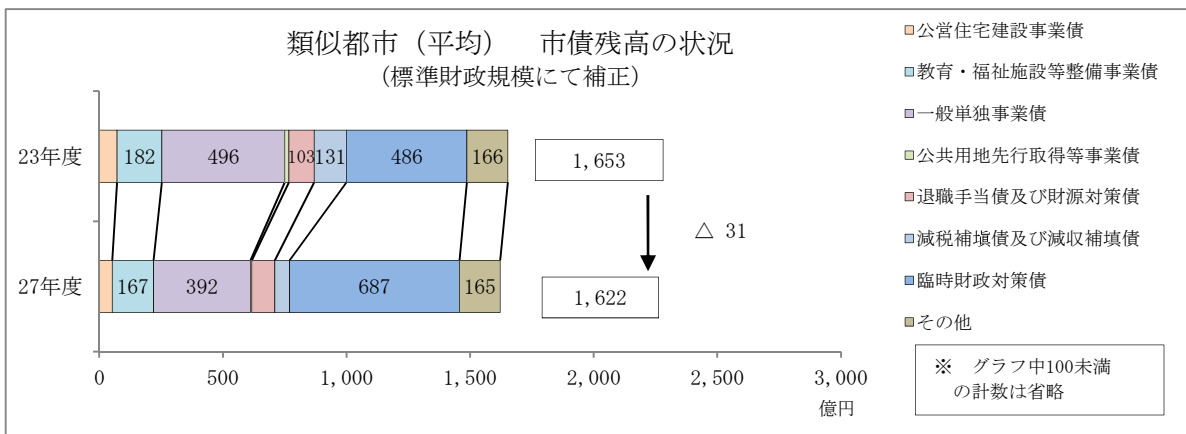 類似都市（平均）　市債残高の状況
（標準財政規模にて補正）
23年度
182
496
103
131
486
166
1,653
△ 31
27年度
167
392
687
165
1,622
0
500
1,000
1,500
2,000
2,500
3,000
億円
公営住宅建設事業債
教育・福祉施設等整備事業債
一般単独事業債
公共用地先行取得等事業債
退職手当債及び財源対策債
減税補塡債及び減収補填債
臨時財政対策債
その他
※　グラフ中100未満
の計数は省略